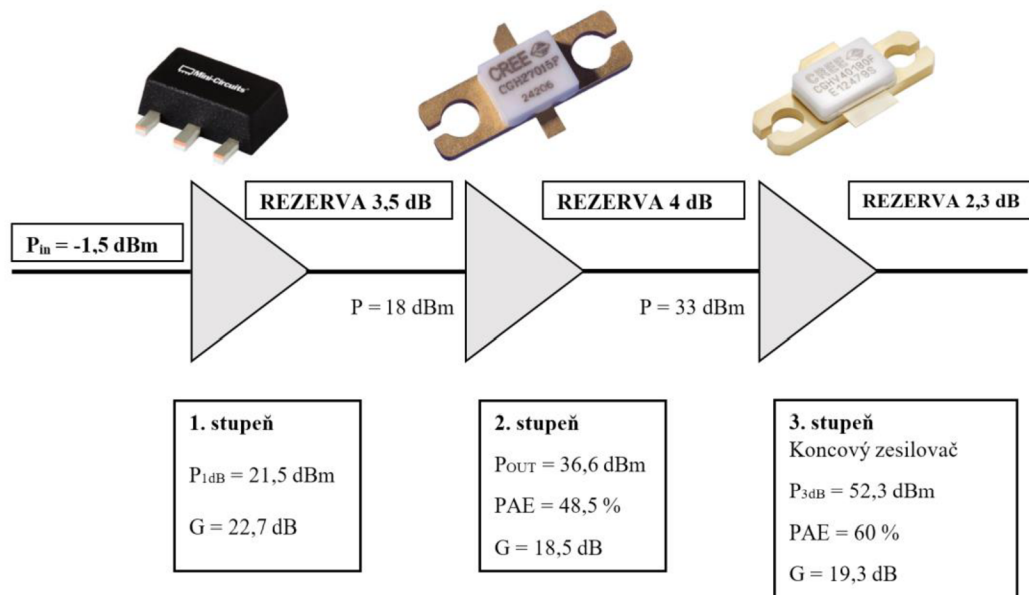 Mini-Circuits
CREE
CGH27015F
24206
CREE
CGHV40180F
E12479S
REZERVA 3,5 dB
REZERVA 4 dB
REZERVA 2,3 dB
Pin = -1,5 dBm
P = 18 dBm
P = 33 dBm
1. stupeň
P1dB = 21,5 dBm
G = 22,7 dB
2. stupeň
POUT = 36,6 dBm
PAE = 48,5 %
G = 18,5 dB
3. stupeň
Koncový zesilovač
P3dB = 52,3 dBm
PAE = 60 %
G = 19,3 dB